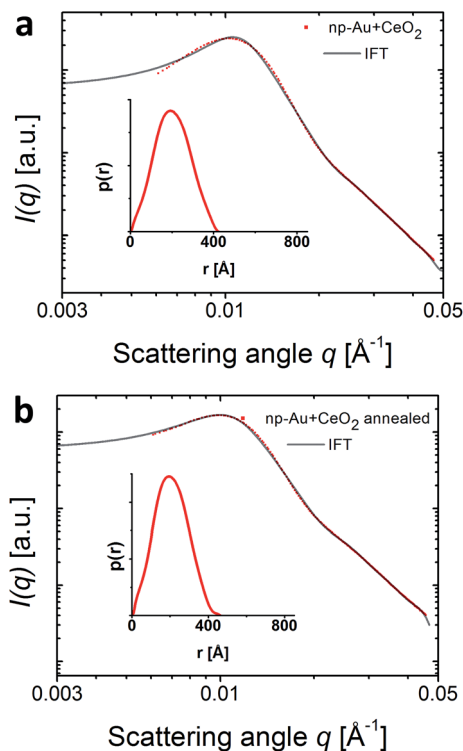 a
np-Au+CeO₂
IFT
I(q) [a.u.]
p(r)
0 400 800
r [Å]
0.003 0.01 0.05
Scattering angle q [Å⁻¹]
b
np-Au+CeO₂ annealed
IFT
I(q) [a.u.]
p(r)
0 400 800
r [Å]
0.003 0.01 0.05
Scattering angle q [Å⁻¹]